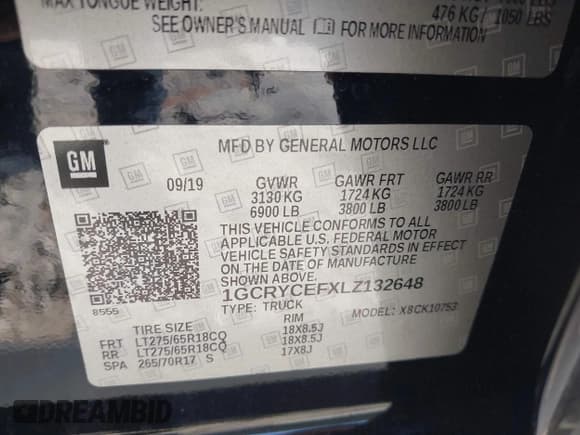 MAX TONGUE WEIGHT:
476 KG / 1050 LBS
SEE OWNER'S MANUAL FOR MORE INFORMATION
GM
MFD BY GENERAL MOTORS LLC
09/19 GVWR GAWR FRT GAWR RR
3130 KG 1724 KG 1724 KG
6900 LB 3800 LB 3800 LB
THIS VEHICLE CONFORMS TO ALL
APPLICABLE U.S. FEDERAL MOTOR
VEHICLE SAFETY STANDARDS IN EFFECT
ON THE DATE OF MANUFACTURE
SHOWN ABOVE.
1GCRYCEFXLZ132648
8555
TYPE: TRUCK MODEL: X8CK10753
TIRE SIZE RIM
FRT LT275/65R18CQ 18X8.5J
RR LT275/65R18CQ 18X8.5J
SPA 265/70R17 S 17X8J
DREAMBID